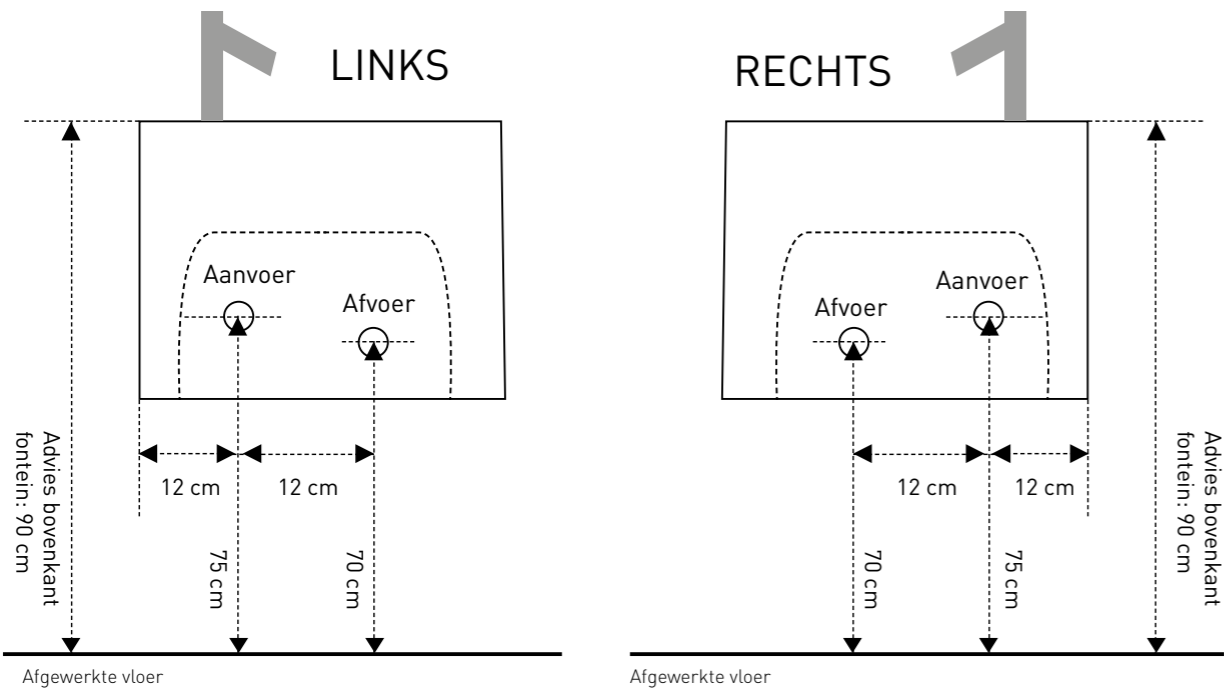 LINKS
Aanvoer
Afvoer
12 cm
12 cm
Advies bovenkant
fontein: 90 cm
75 cm
70 cm
Afgewerkte vloer
RECHTS
Afvoer
Aanvoer
12 cm
12 cm
70 cm
75 cm
Advies bovenkant
fontein: 90 cm
Afgewerkte vloer